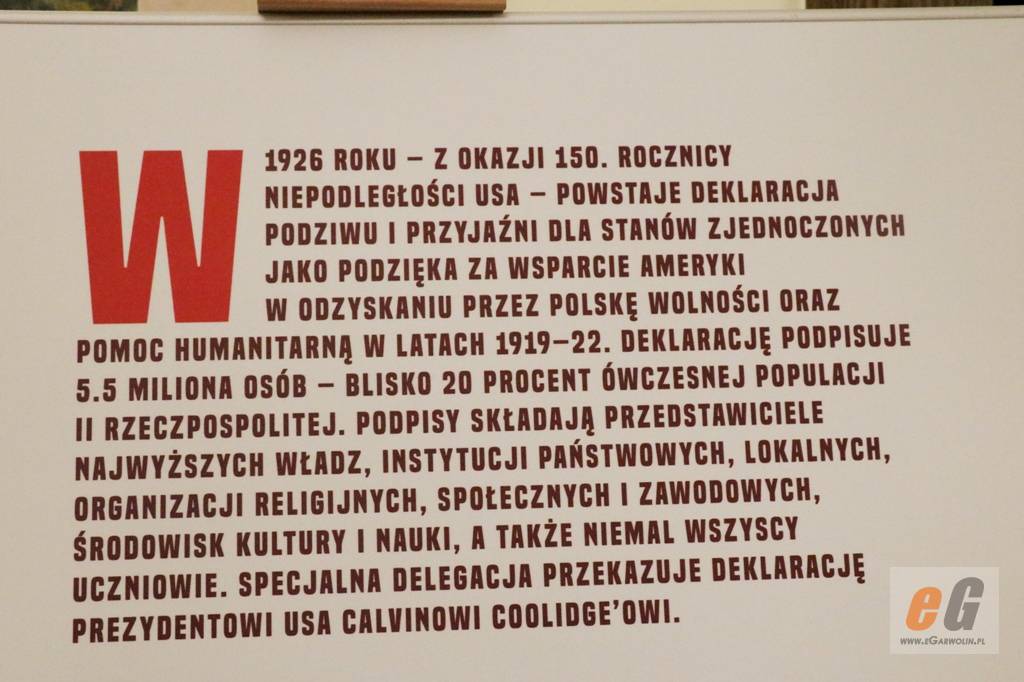 W 1926 ROKU – Z OKAZJI 150. ROCZNICY
NIEPODLEGŁOŚCI USA – POWSTAJE DEKLARACJA
PODZIWU I PRZYJAŹNI DLA STANÓW ZJEDNOCZONYCH
JAKO PODZIĘKA ZA WSPARCIE AMERYKI
W ODZYSKANIU PRZEZ POLSKĘ WOLNOŚCI ORAZ
POMOC HUMANITARNĄ W LATACH 1919–22. DEKLARACJĘ PODPISUJE
5.5 MILIONA OSÓB – BLISKO 20 PROCENT ÓWCZESNEJ POPULACJI
II RZECZPOSPOLITEJ. PODPISY SKŁADAJĄ PRZEDSTAWICIELE
NAJWYŻSZYCH WŁADZ, INSTYTUCJI PAŃSTWOWYCH, LOKALNYCH,
ORGANIZACJI RELIGIJNYCH, SPOŁECZNYCH I ZAWODOWYCH,
ŚRODOWISK KULTURY I NAUKI, A TAKŻE NIEMAL WSZYSCY
UCZNIOWIE. SPECJALNA DELEGACJA PRZEKAZUJE DEKLARACJĘ
PREZYDENTOWI USA CALVINOWI COOLIDGE'OWI.
eG
WWW.EGARWOLIN.PL